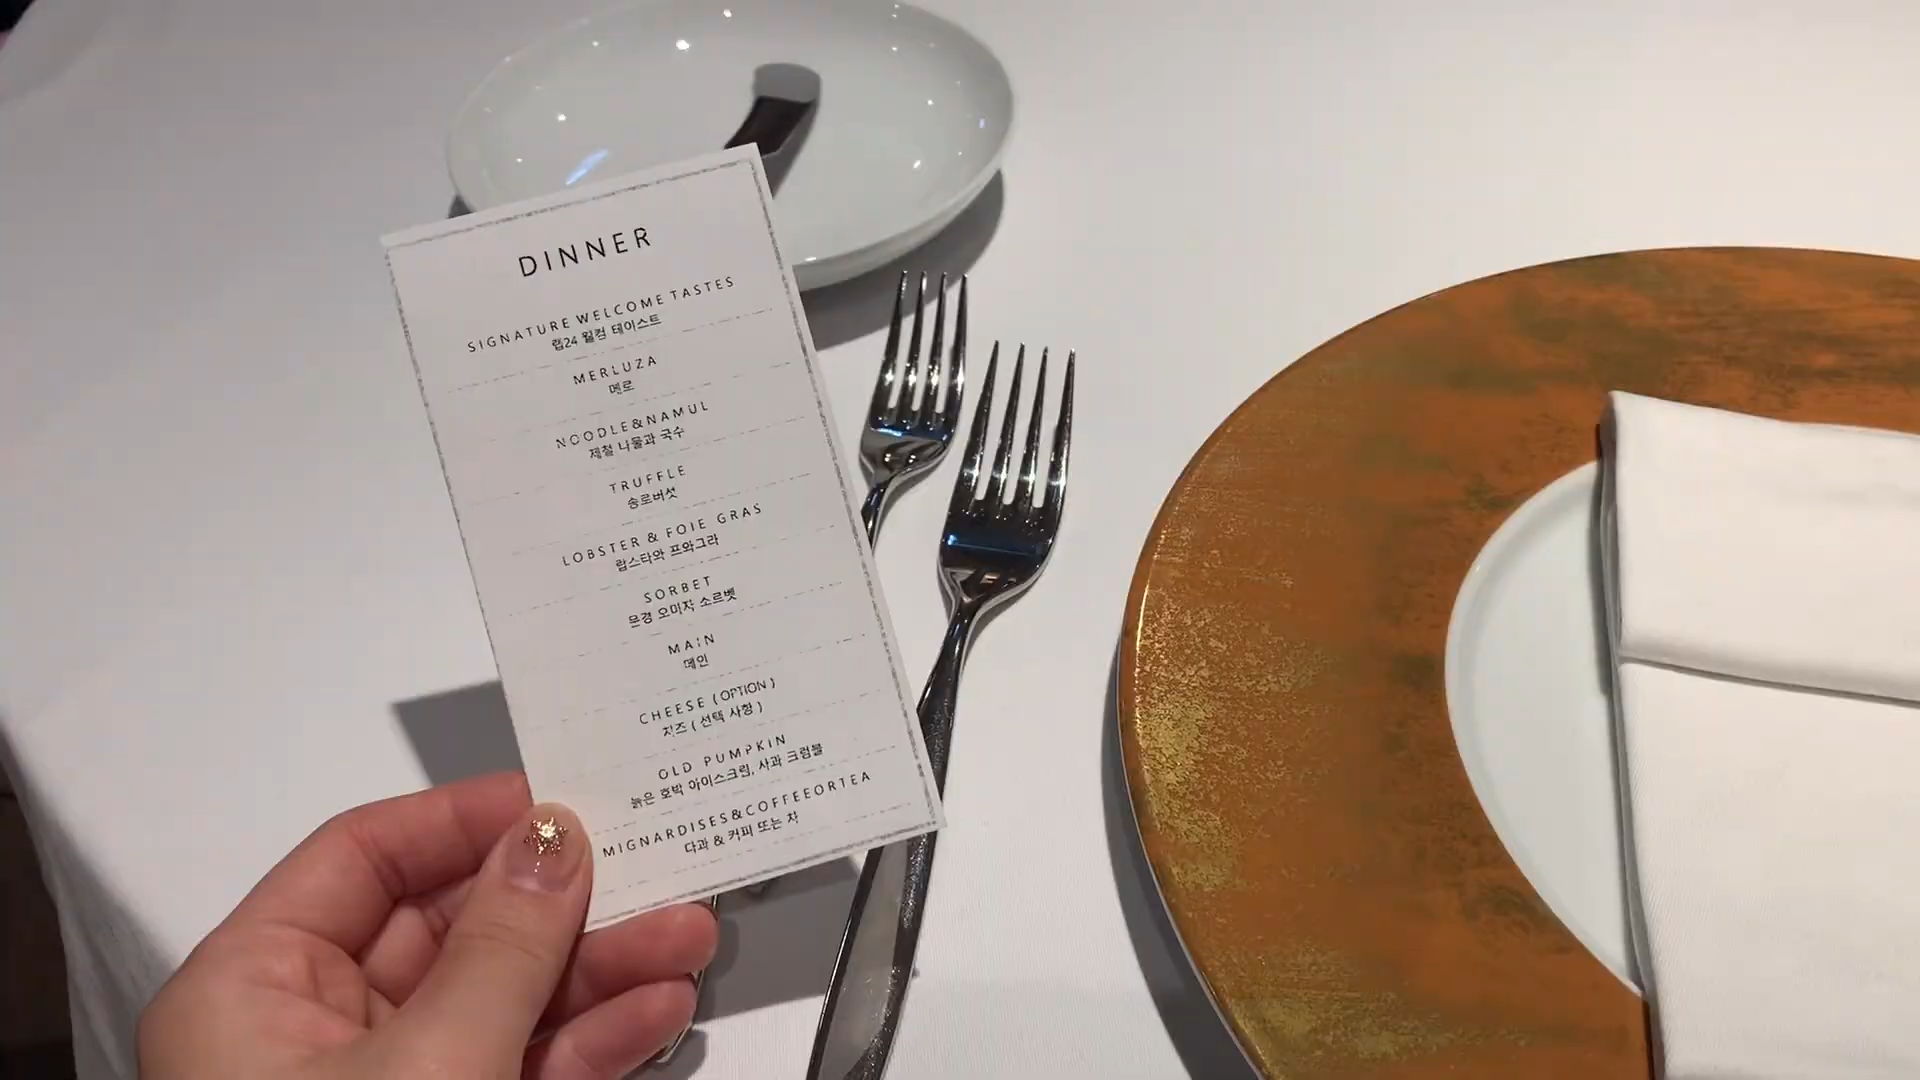 DINNER
SIGNATURE WELCOME TASTES
랩24 웰컴 테이스트
MERLUZA
메로
NOODLE&NAMUL
제철 나물과 국수
TRUFFLE
송로버섯
LOBSTER & FOIE GRAS
랍스타와 프와그라
SORBET
문경 오미자 소르벳
MAIN
메인
CHEESE ( OPTION )
치즈 ( 선택 사항 )
OLD PUMPKIN
늙은 호박 아이스크림, 사과 크럼블
MIGNARDISES&COFFEEORTEA
다과 & 커피 또는 차